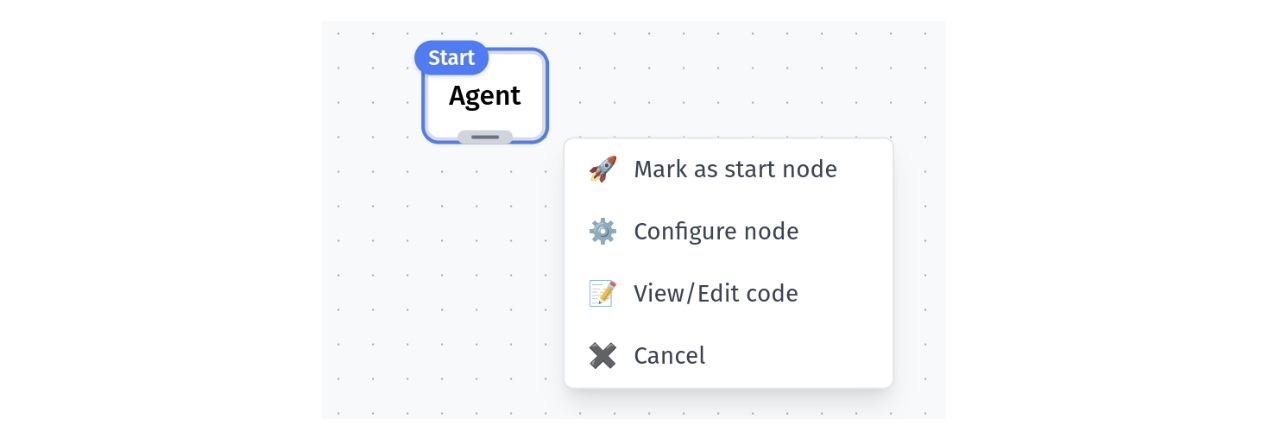 Start
Agent
Mark as start node
Configure node
View/Edit code
Cancel